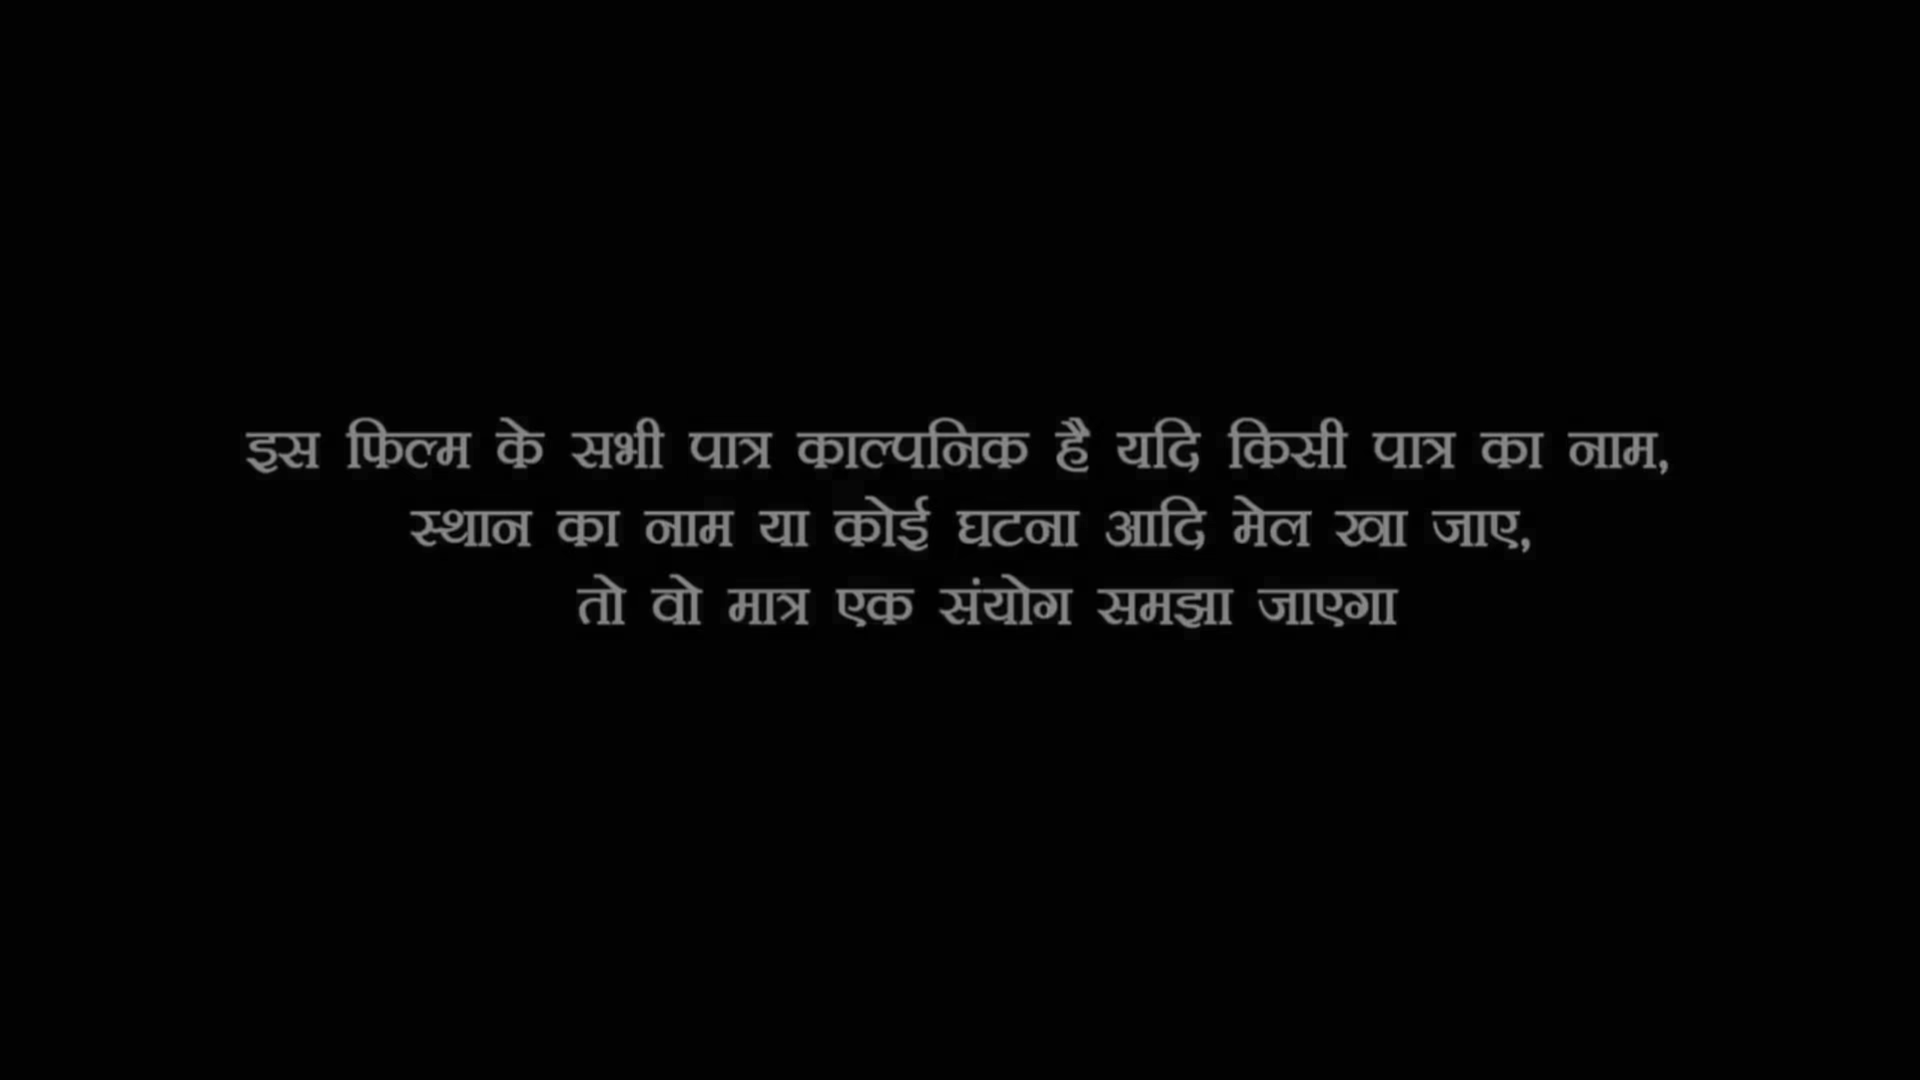 इस फिल्म के सभी पात्र काल्पनिक है यदि किसी पात्र का नाम,
स्थान का नाम या कोई घटना आदि मेल खा जाए,
तो वो मात्र एक संयोग समझा जाएगा